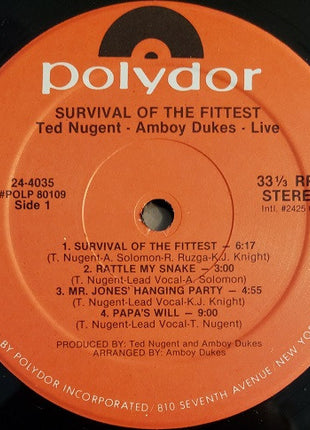 polydor
SURVIVAL OF THE FITTEST
Ted Nugent - Amboy Dukes - Live
24-4035
#POLP 80109
Side 1
33⅓ RP
STERE
Intl. #2425
1. SURVIVAL OF THE FITTEST — 6:17
(T. Nugent-A. Solomon-R. Ruzga-K.J. Knight)
2. RATTLE MY SNAKE — 3:00
(T. Nugent-Lead Vocal-A. Solomon)
3. MR. JONES' HANGING PARTY — 4:55
(T. Nugent-Lead Vocal-K.J. Knight)
4. PAPA'S WILL — 9:00
(T. Nugent-Lead Vocal-T. Nugent)
PRODUCED BY: Ted Nugent and Amboy Dukes
ARRANGED BY: Amboy Dukes
BY POLYDOR INCORPORATED/810 SEVENTH AVENUE, NEW